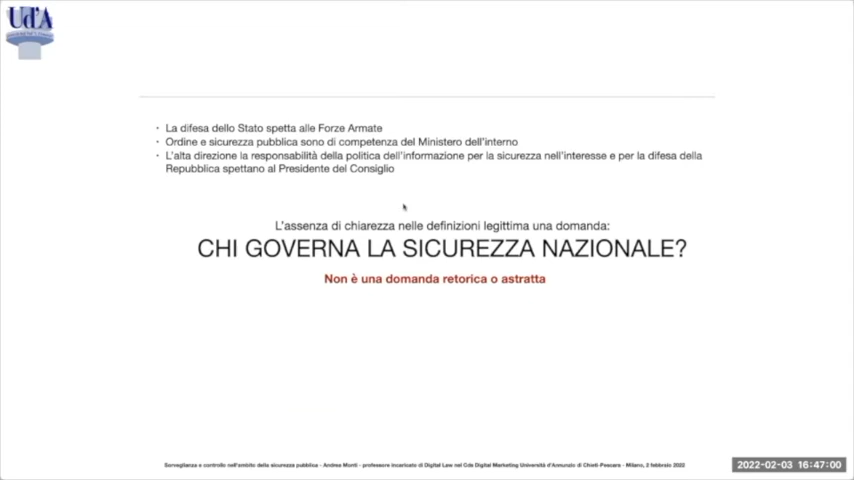 Ud'A
• La difesa dello Stato spetta alle Forze Armate
• Ordine e sicurezza pubblica sono di competenza del Ministero dell'interno
• L'alta direzione la responsabilità della politica dell'informazione per la sicurezza nell'interesse e per la difesa della
Repubblica spettano al Presidente del Consiglio
L'assenza di chiarezza nelle definizioni legittima una domanda:
CHI GOVERNA LA SICUREZZA NAZIONALE?
Non è una domanda retorica o astratta
Sorveglianza e controllo nell'ambito della sicurezza pubblica - Andrea Monti - professore incaricato di Digital Law nel Cds Digital Marketing Università d'Annunzio di Chieti-Pescara - Milano, 2 febbraio 2022
2022-02-03 16:47:00